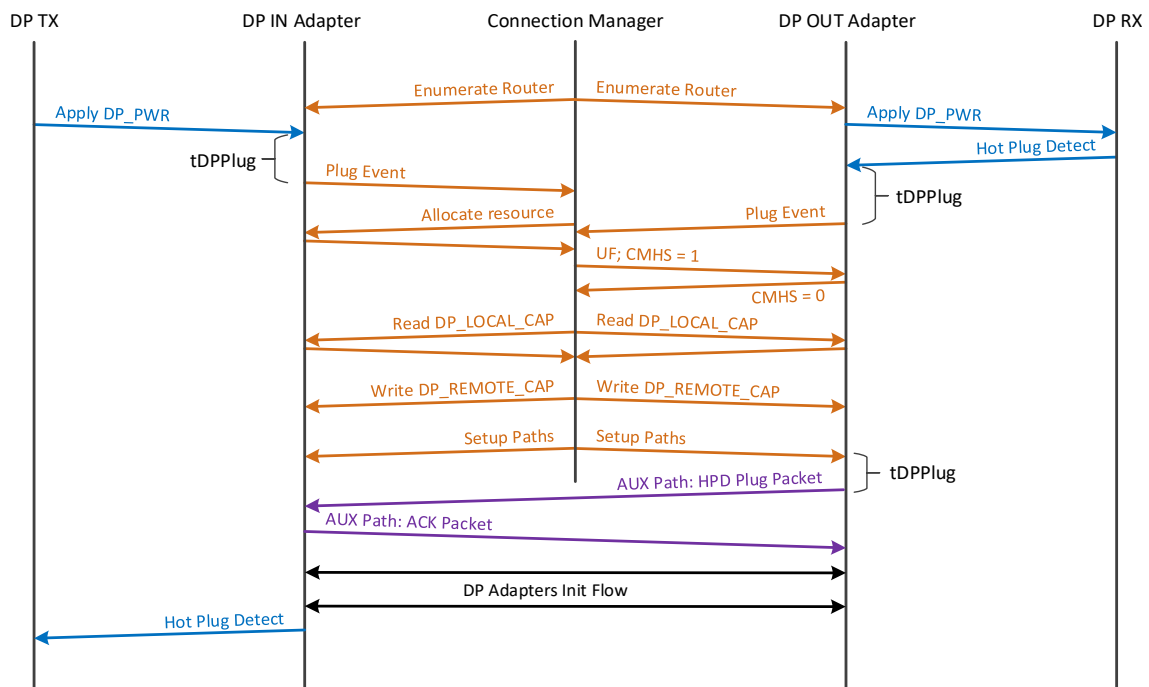 DP TX
DP IN Adapter
Connection Manager
DP OUT Adapter
DP RX
Enumerate Router
Enumerate Router
Apply DP_PWR
Apply DP_PWR
Hot Plug Detect
tDPPlug
Plug Event
tDPPlug
Allocate resource
Plug Event
UF; CMHS = 1
CMHS = 0
Read DP_LOCAL_CAP
Read DP_LOCAL_CAP
Write DP_REMOTE_CAP
Write DP_REMOTE_CAP
Setup Paths
Setup Paths
tDPPlug
AUX Path: HPD Plug Packet
AUX Path: ACK Packet
DP Adapters Init Flow
Hot Plug Detect